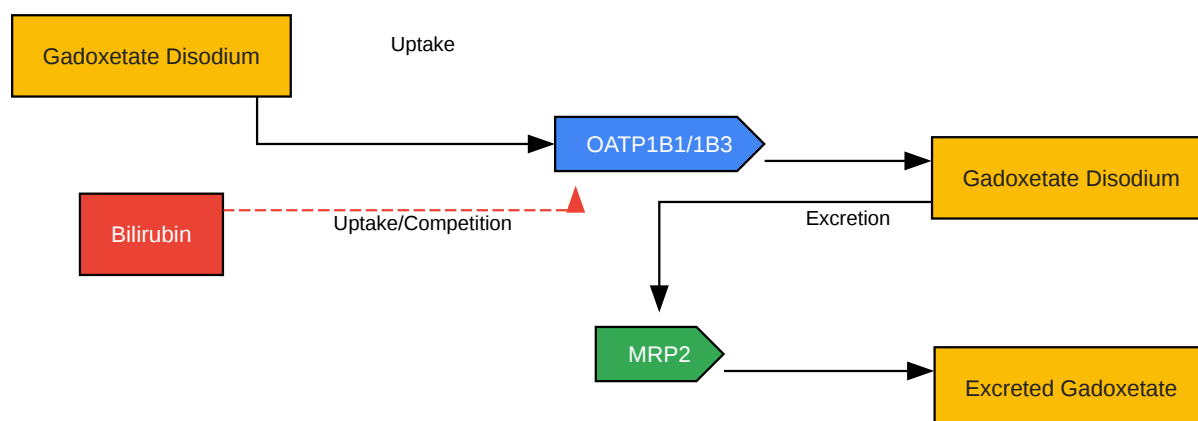 Gadoxetate Disodium
Uptake
OATP1B1/1B3
Gadoxetate Disodium
Bilirubin
Uptake/Competition
Excretion
MRP2
Excreted Gadoxetate